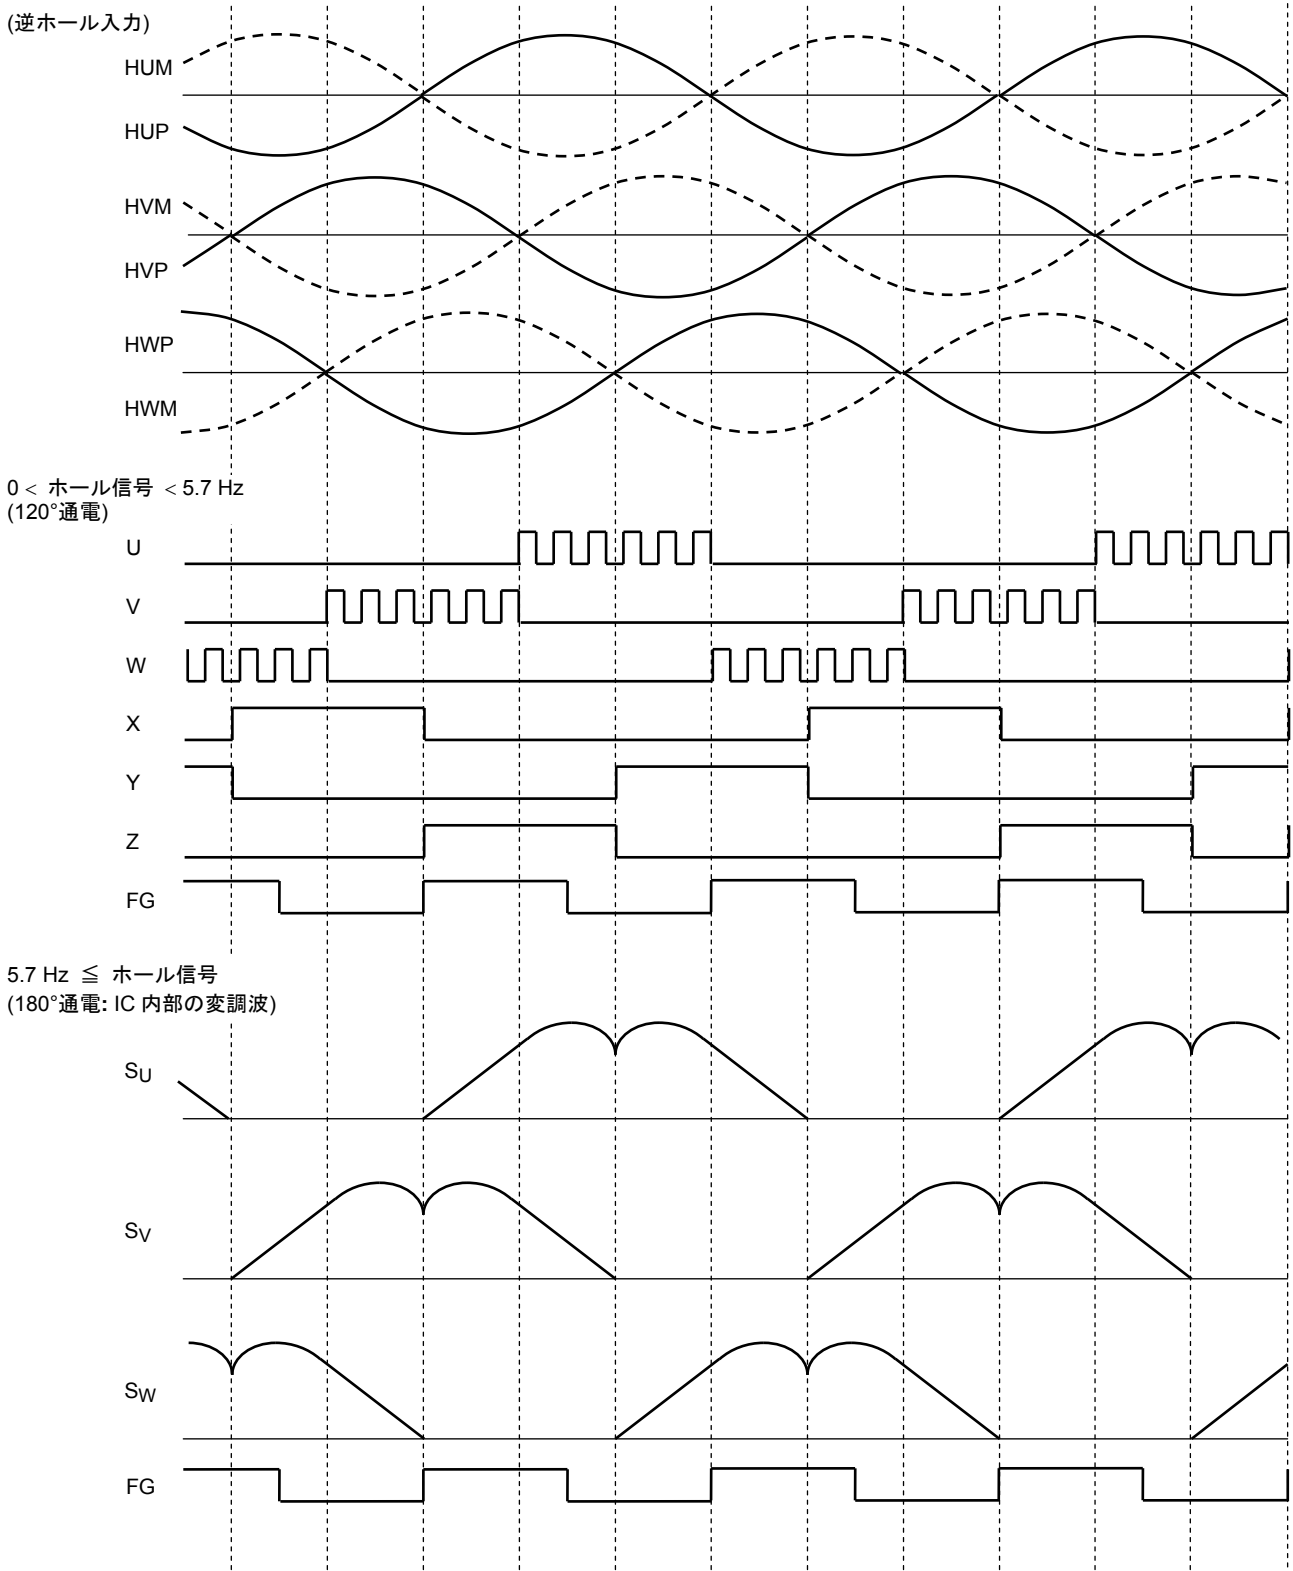 (逆ホール入力)
HUM
HUP
HVM
HVP
HWP
HWM
0 < ホール信号 < 5.7 Hz
(120°通電)
U
V
W
X
Y
Z
FG
5.7 Hz ≦ ホール信号
(180°通電: IC 内部の変調波)
SU
SV
SW
FG